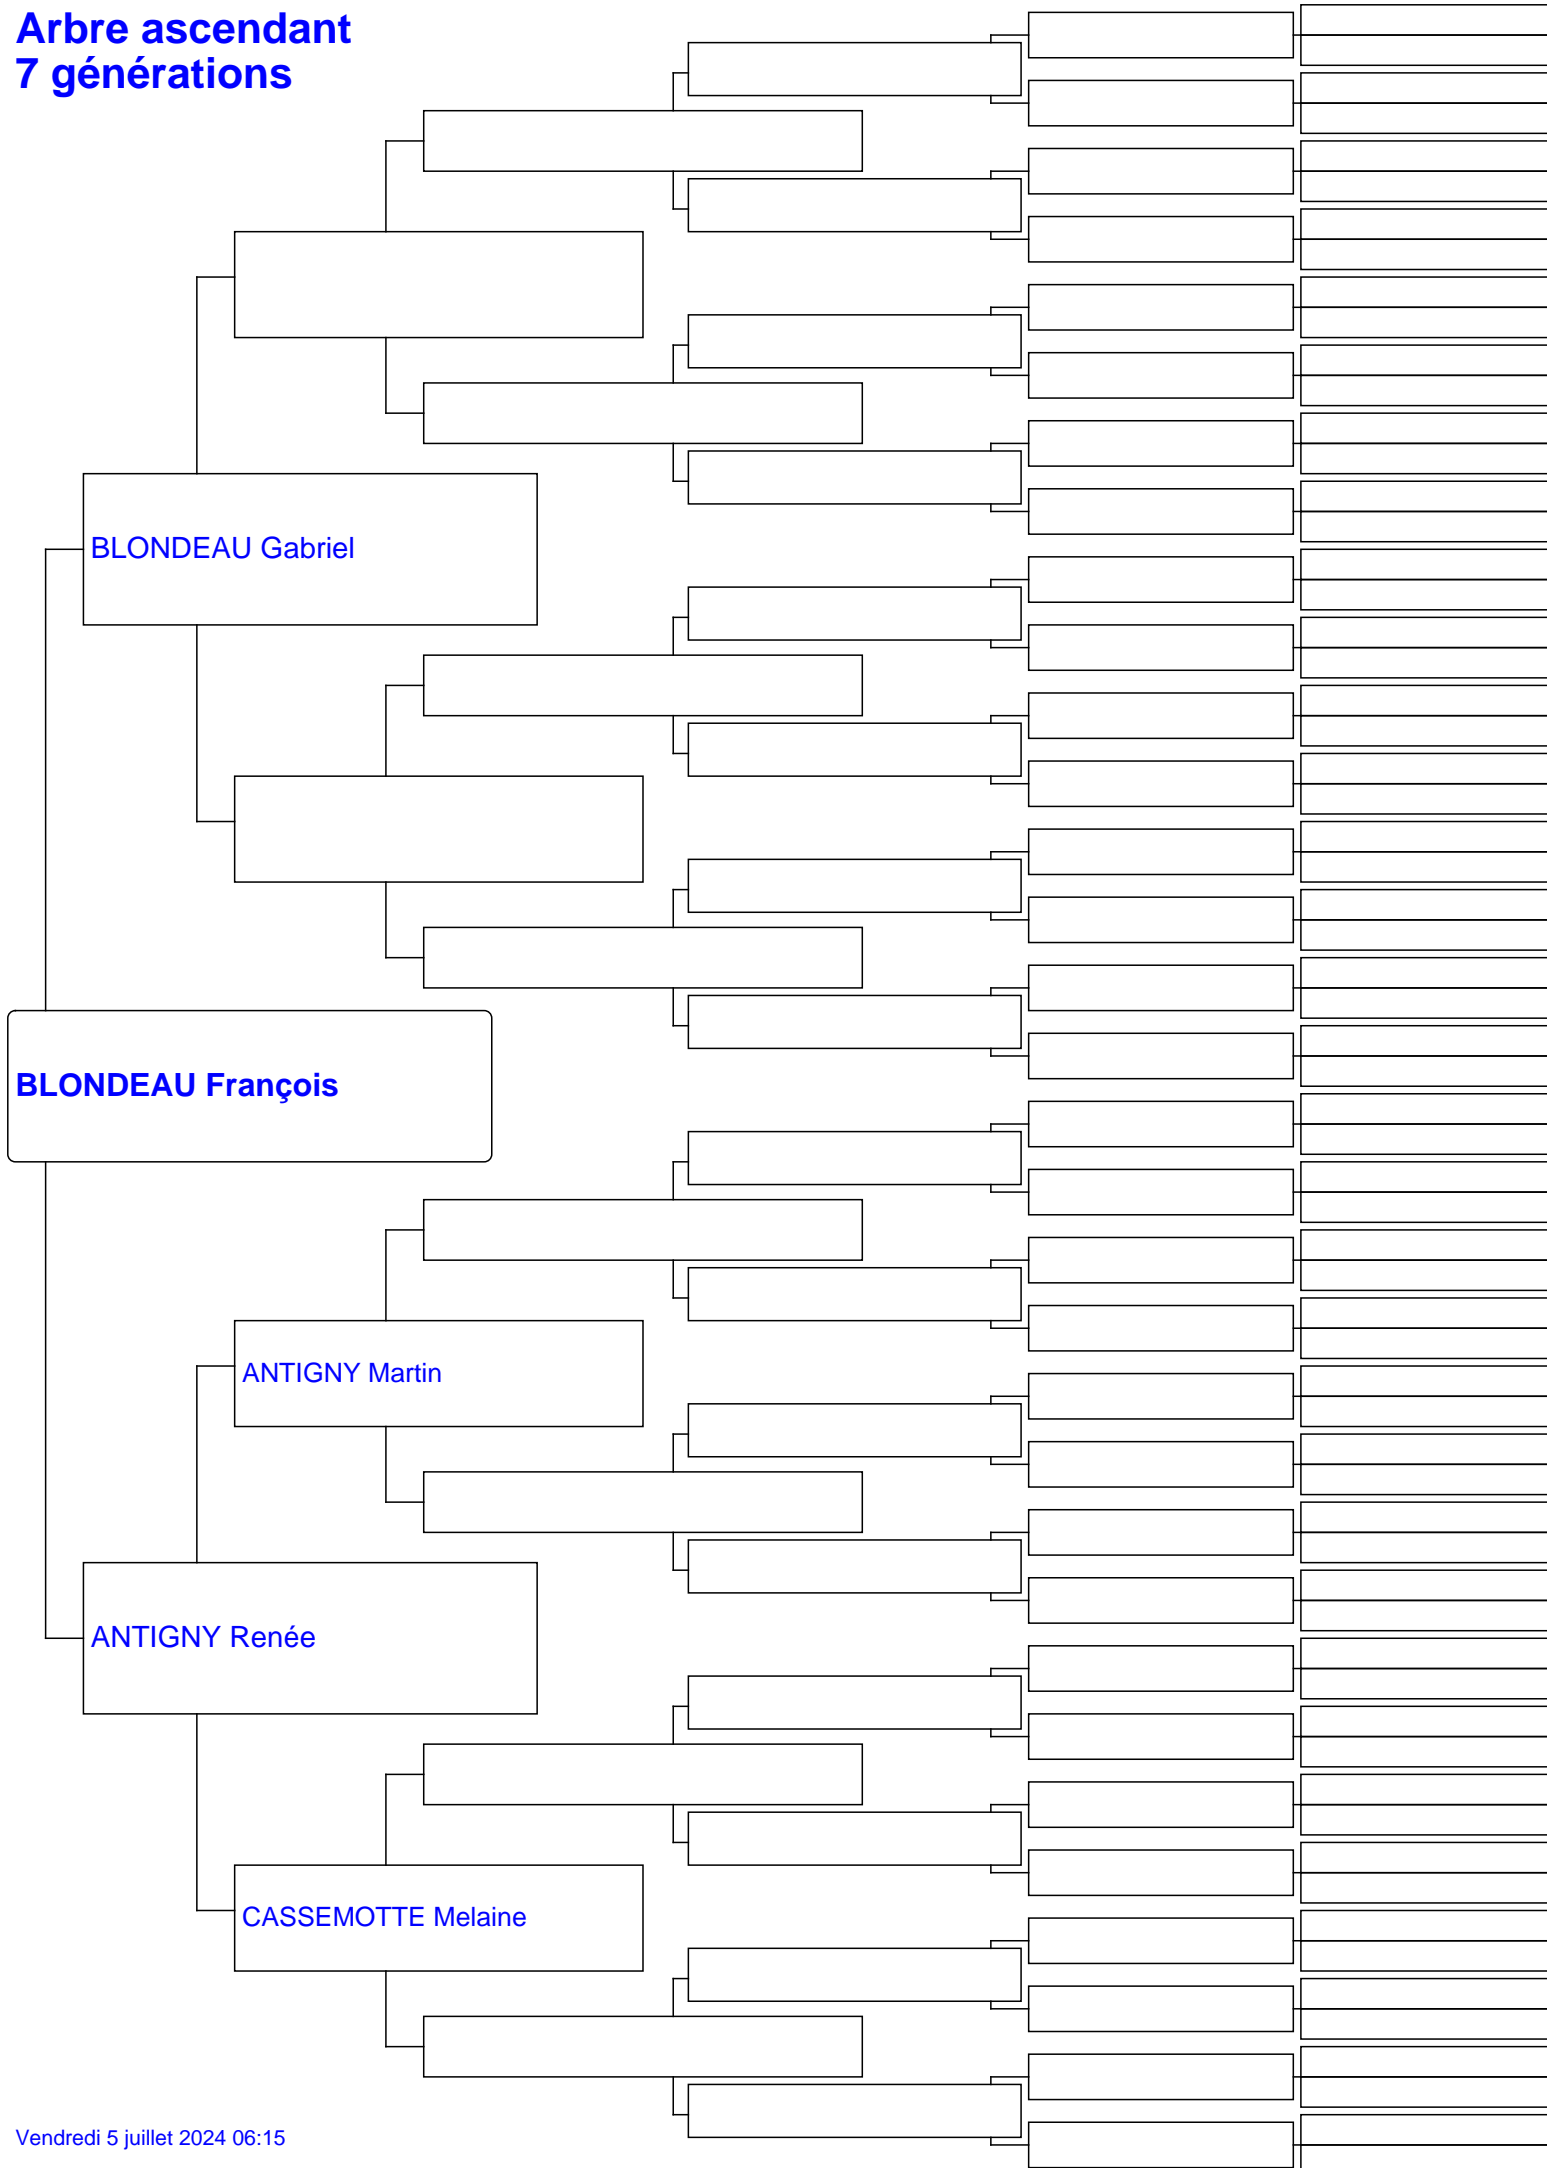 Arbre ascendant
7 générations
BLONDEAU Gabriel
BLONDEAU François
ANTIGNY Martin
ANTIGNY Renée
CASSEMOTTE Melaine
Vendredi 5 juillet 2024 06:15